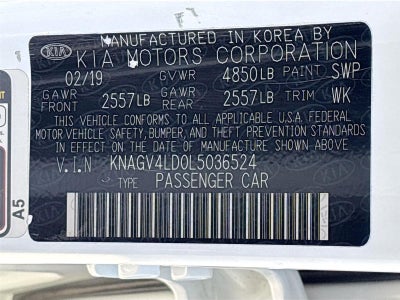 MANUFACTURED IN KOREA BY
KIA KIA MOTORS CORPORATION
02/19 GVWR 4850LB PAINT SWP
GAWR FRONT 2557LB GAWR REAR 2557LB TRIM WK
THIS VEHICLE CONFORMS TO ALL APPLICABLE U.S.A FEDERAL
MOTOR VEHICLE SAFETY, BUMPER, AND THEFT PREVENTION STANDARDS
IN EFFECT ON THE DATE OF MANUFACTURE SHOWN ABOVE.
V.I.N KNAGV4LD0L5036524
TYPE PASSENGER CAR
A5